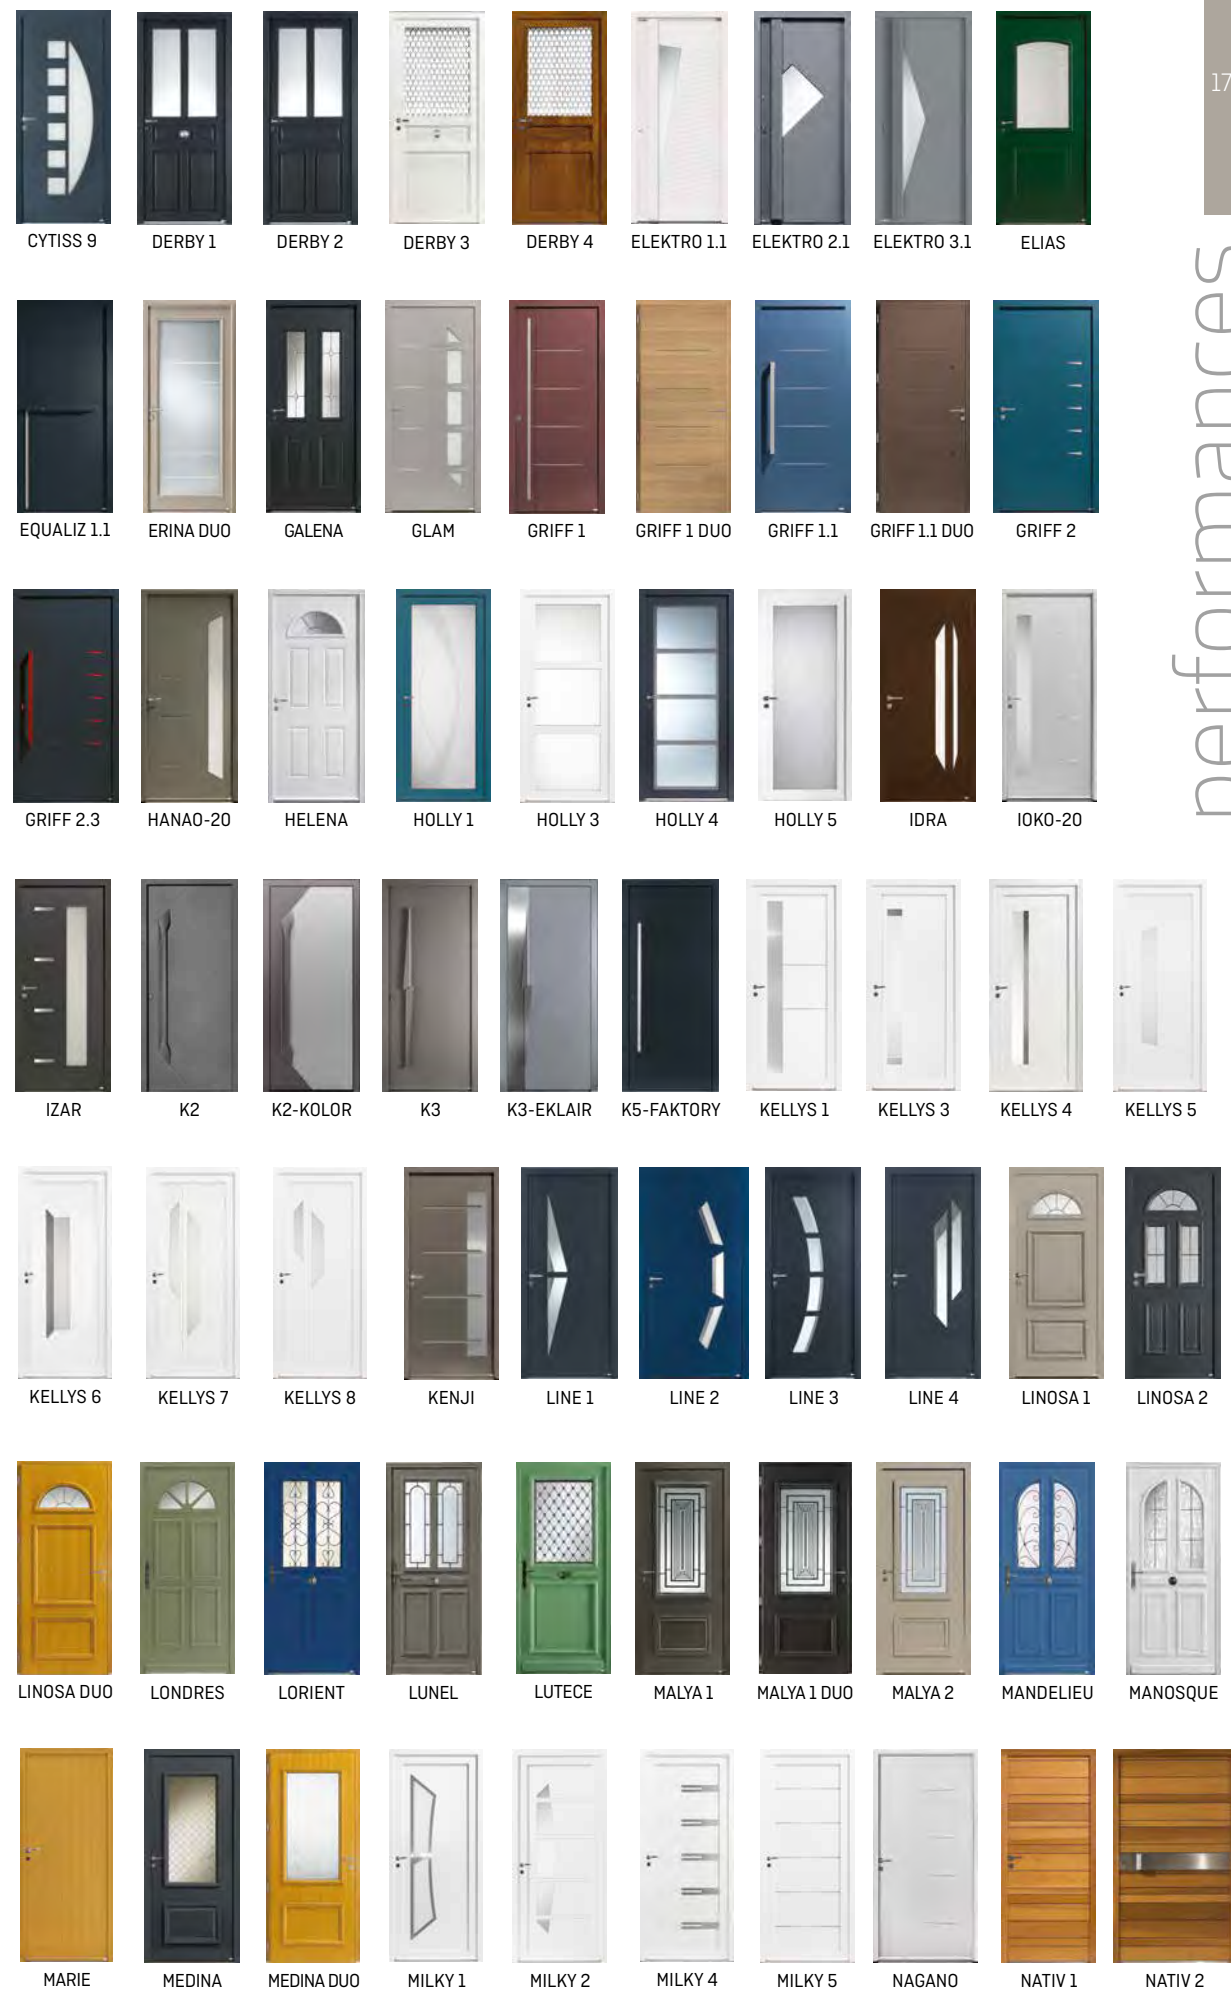 17
performances
CYTISS 9 DERBY 1 DERBY 2 DERBY 3 DERBY 4 ELEKTRO 1.1 ELEKTRO 2.1 ELEKTRO 3.1 ELIAS
EQUALIZ 1.1 ERINA DUO GALENA GLAM GRIFF 1 GRIFF 1 DUO GRIFF 1.1 GRIFF 1.1 DUO GRIFF 2
GRIFF 2.3 HANAO-20 HELENA HOLLY 1 HOLLY 3 HOLLY 4 HOLLY 5 IDRA IOKO-20
IZAR K2 K2-KOLOR K3 K3-EKLAIR K5-FAKTORY KELLYS 1 KELLYS 3 KELLYS 4 KELLYS 5
KELLYS 6 KELLYS 7 KELLYS 8 KENJI LINE 1 LINE 2 LINE 3 LINE 4 LINOSA 1 LINOSA 2
LINOSA DUO LONDRES LORIENT LUNEL LUTECE MALYA 1 MALYA 1 DUO MALYA 2 MANDELIEU MANOSQUE
MARIE MEDINA MEDINA DUO MILKY 1 MILKY 2 MILKY 4 MILKY 5 NAGANO NATIV 1 NATIV 2